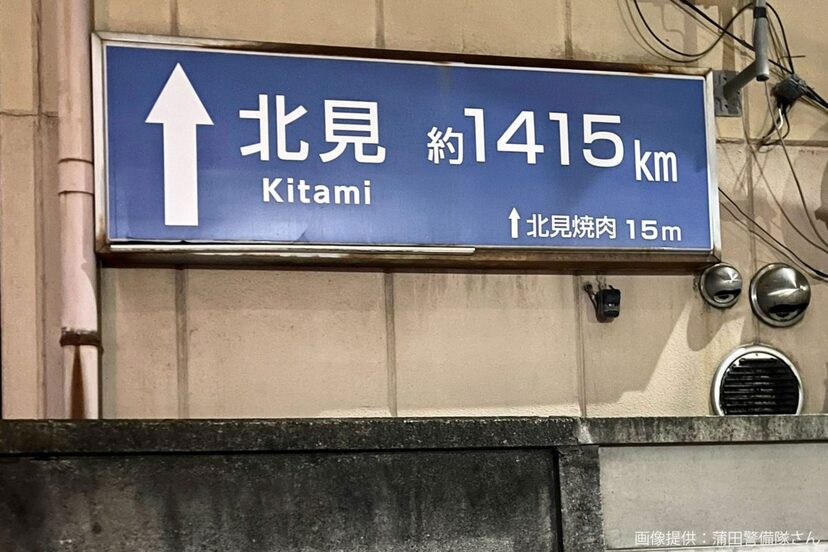 ↑ 北見 約1415km
Kitami
↑北見焼肉 15m
画像提供：蒲田警備隊さん